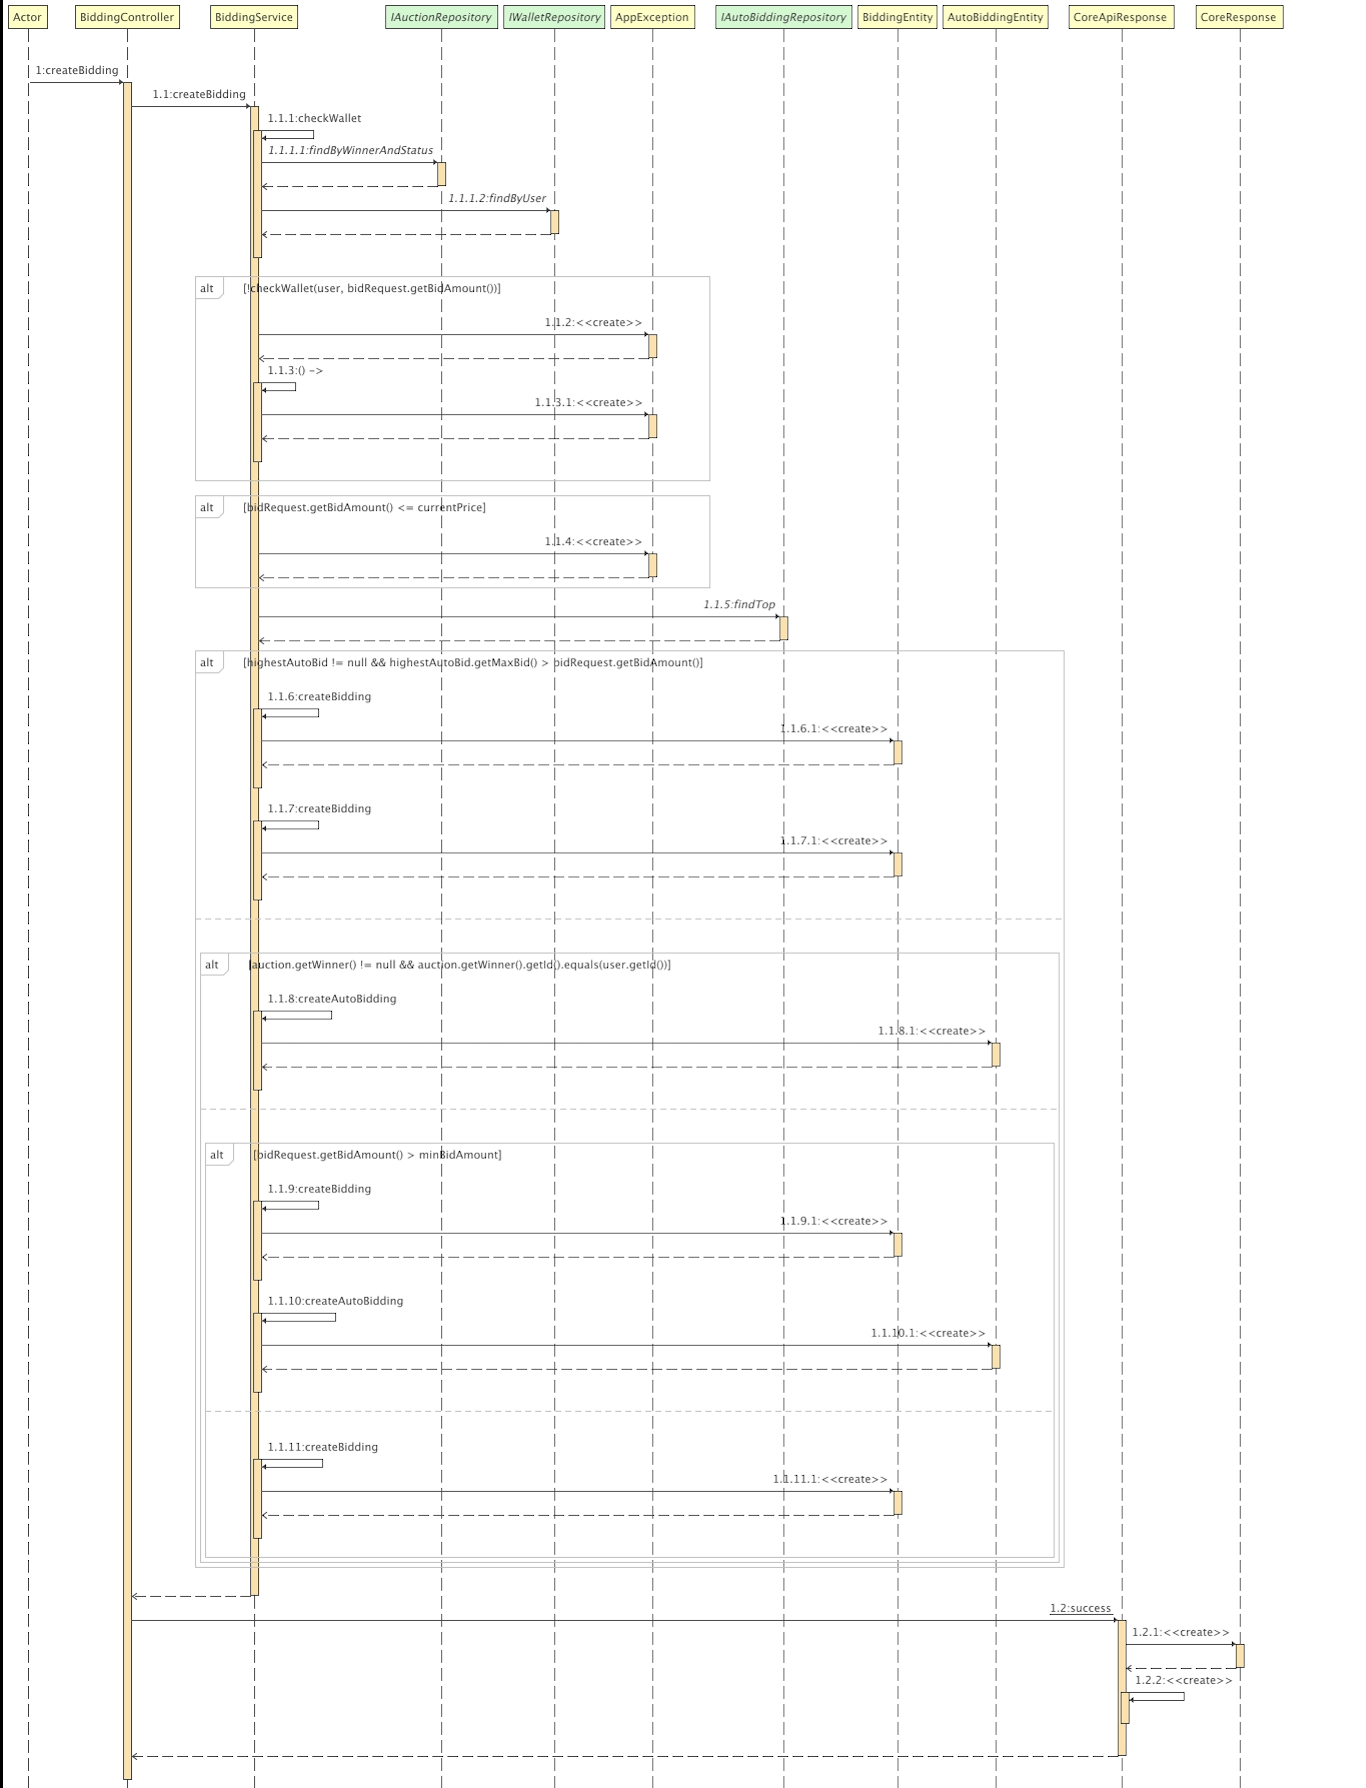 Actor BiddingController BiddingService IAuctionRepository IWalletRepository AppException IAutoBiddingRepository BiddingEntity AutoBiddingEntity CoreApiResponse CoreResponse
1:createBidding
1.1:createBidding
1.1.1:checkWallet
1.1.1.1:findByWinnerAndStatus
1.1.1.2:findByUser
alt [!checkWallet(user, bidRequest.getBidAmount())]
1.1.2:<<create>>
1.1.3:() ->
1.1.3.1:<<create>>
alt [bidRequest.getBidAmount() <= currentPrice]
1.1.4:<<create>>
1.1.5:findTop
alt [highestAutoBid != null && highestAutoBid.getMaxBid() > bidRequest.getBidAmount()]
1.1.6:createBidding
1.1.6.1:<<create>>
1.1.7:createBidding
1.1.7.1:<<create>>
alt [auction.getWinner() != null && auction.getWinner().getId().equals(user.getId())]
1.1.8:createAutoBidding
1.1.8.1:<<create>>
alt [bidRequest.getBidAmount() > minBidAmount]
1.1.9:createBidding
1.1.9.1:<<create>>
1.1.10:createAutoBidding
1.1.10.1:<<create>>
1.1.11:createBidding
1.1.11.1:<<create>>
1.2:success
1.2.1:<<create>>
1.2.2:<<create>>